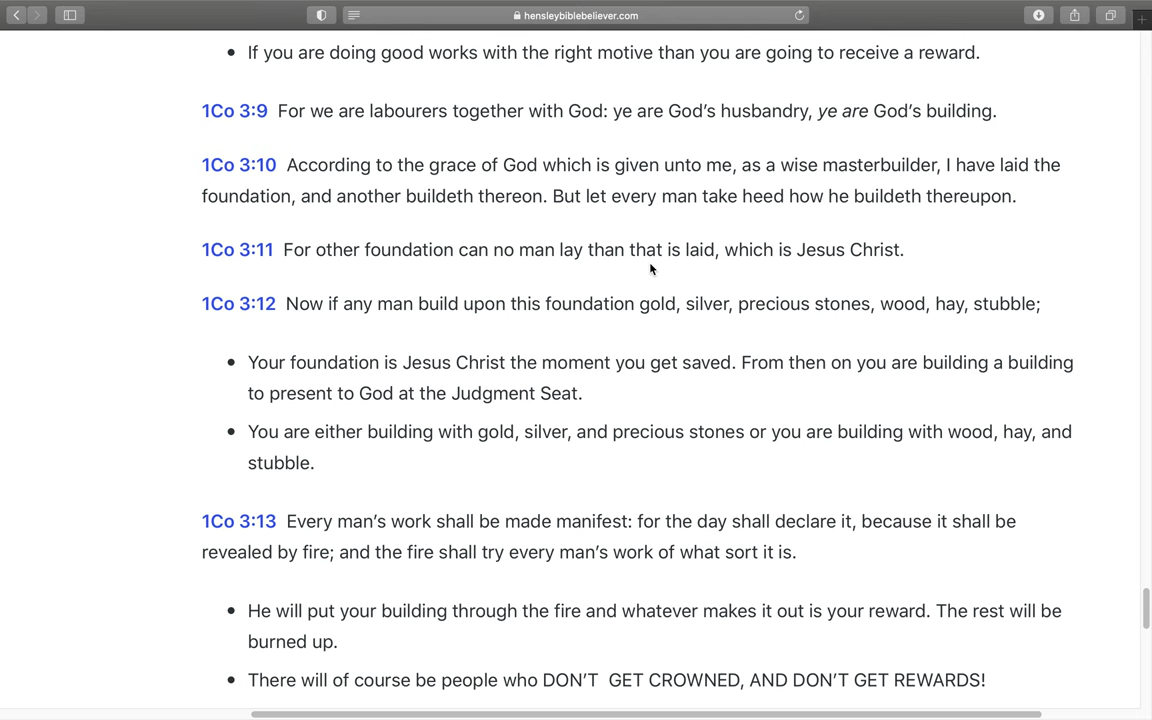 hensleybiblebeliever.com
• If you are doing good works with the right motive than you are going to receive a reward.
1Co 3:9 For we are labourers together with God: ye are God’s husbandry, ye are God’s building.
1Co 3:10 According to the grace of God which is given unto me, as a wise masterbuilder, I have laid the
foundation, and another buildeth thereon. But let every man take heed how he buildeth thereupon.
1Co 3:11 For other foundation can no man lay than that is laid, which is Jesus Christ.
1Co 3:12 Now if any man build upon this foundation gold, silver, precious stones, wood, hay, stubble;
• Your foundation is Jesus Christ the moment you get saved. From then on you are building a building
to present to God at the Judgment Seat.
• You are either building with gold, silver, and precious stones or you are building with wood, hay, and
stubble.
1Co 3:13 Every man’s work shall be made manifest: for the day shall declare it, because it shall be
revealed by fire; and the fire shall try every man’s work of what sort it is.
• He will put your building through the fire and whatever makes it out is your reward. The rest will be
burned up.
• There will of course be people who DON’T GET CROWNED, AND DON’T GET REWARDS!